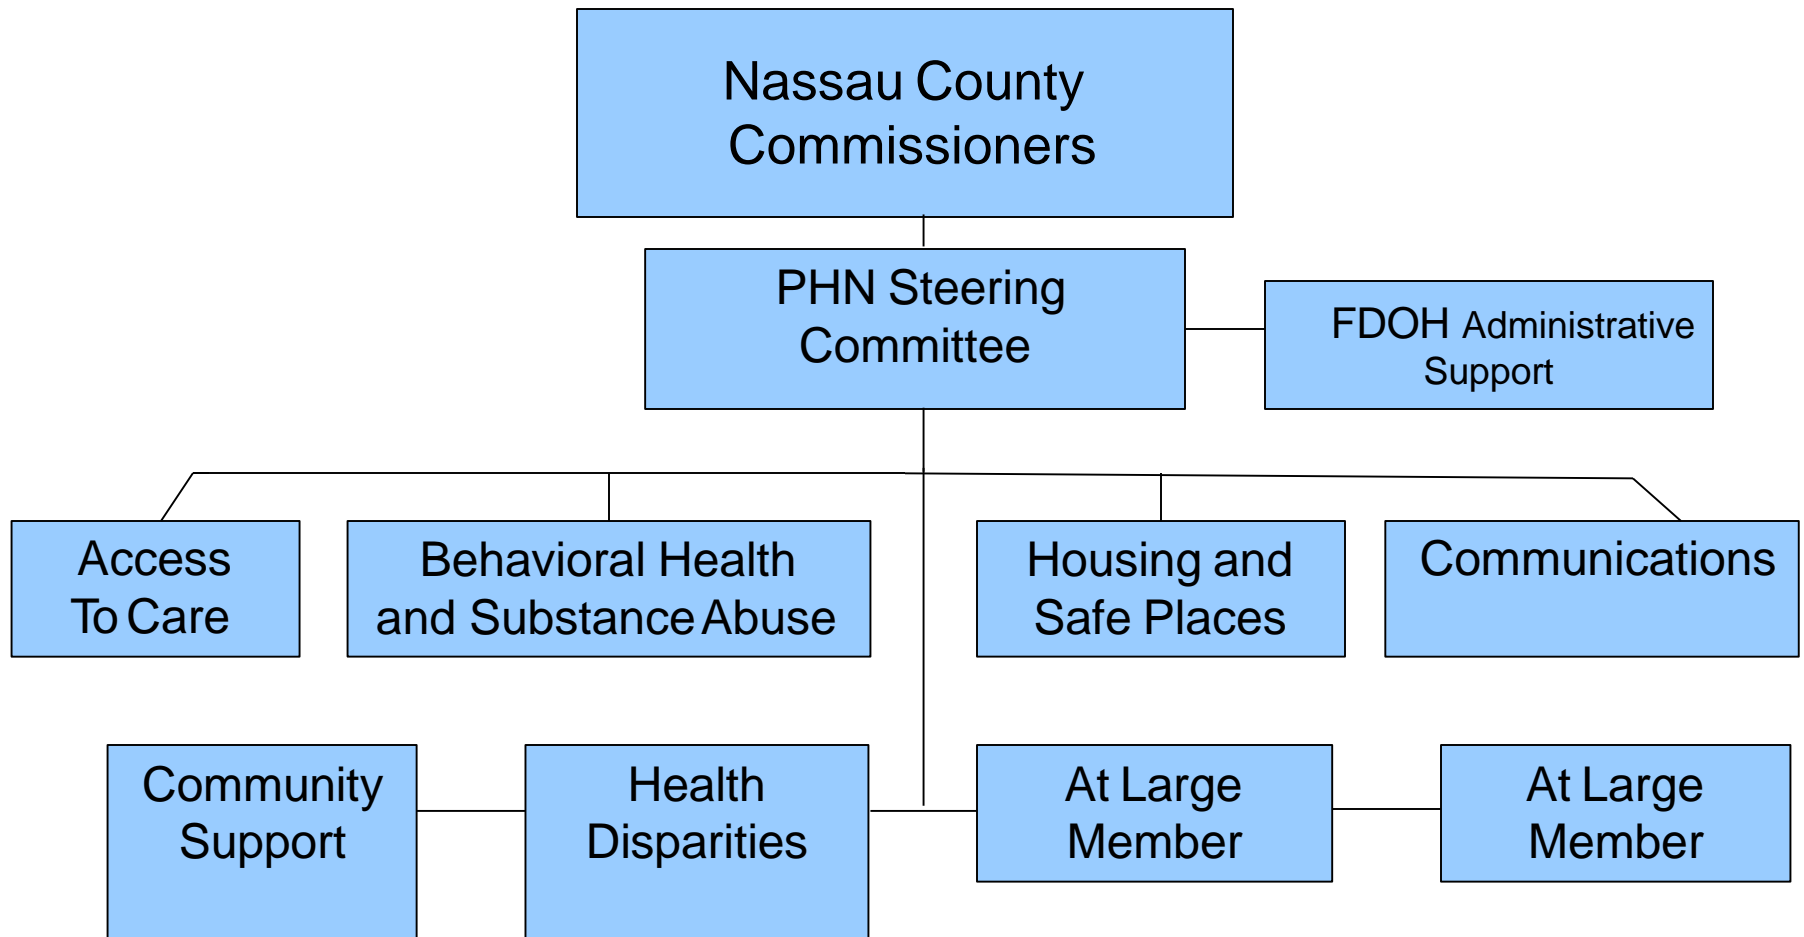 Nassau County
Commissioners
PHN Steering
Committee
FDOH Administrative
Support
Access
To Care
Behavioral Health
and Substance Abuse
Housing and
Safe Places
Communications
Community
Support
Health
Disparities
At Large
Member
At Large
Member